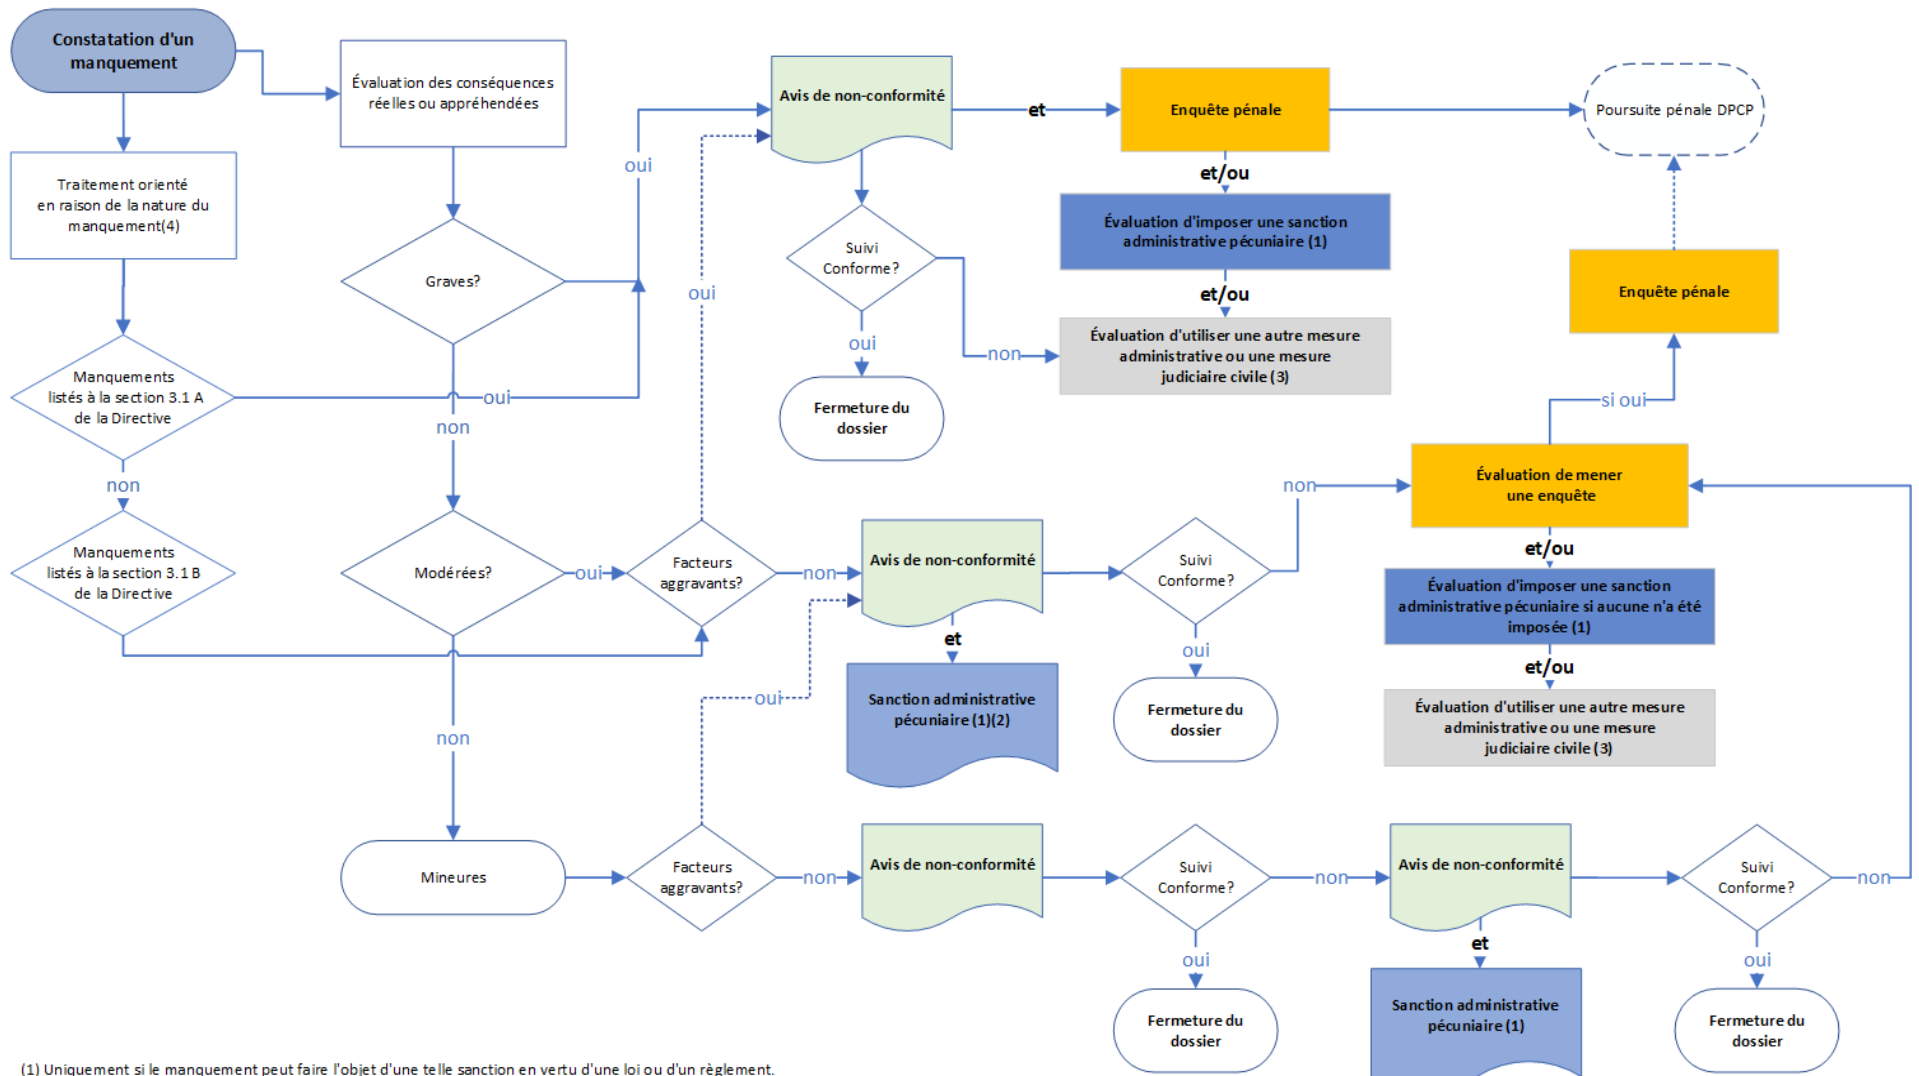 Constatation d'un
manquement
Évaluation des conséquences
réelles ou appréhendées
Traitement orienté
en raison de la nature du
manquement(4)
Graves?
oui
non
Manquements
listés à la section 3.1 A
de la Directive
oui
non
Manquements
listés à la section 3.1 B
de la Directive
Modérées?
oui
non
Mineures
Facteurs
aggravants?
oui
non
Avis de non-conformité
et
Enquête pénale
Poursuite pénale DPCP
et/ou
Évaluation d'imposer une sanction
administrative pécuniaire (1)
et/ou
Évaluation d'utiliser une autre mesure
administrative ou une mesure
judiciaire civile (3)
Suivi
Conforme?
non
oui
Fermeture du
dossier
Avis de non-conformité
et
Sanction administrative
pécuniaire (1)(2)
Suivi
Conforme?
non
oui
Fermeture du
dossier
Enquête pénale
si oui
Évaluation de mener
une enquête
et/ou
Évaluation d'imposer une sanction
administrative pécuniaire si aucune n'a été
imposée (1)
et/ou
Évaluation d'utiliser une autre mesure
administrative ou une mesure
judiciaire civile (3)
Facteurs
aggravants?
oui
non
Avis de non-conformité
Suivi
Conforme?
non
oui
Fermeture du
dossier
Avis de non-conformité
et
Sanction administrative
pécuniaire (1)
Suivi
Conforme?
non
oui
Fermeture du
dossier
(1) Uniquement si le manquement peut faire l'objet d'une telle sanction en vertu d'une loi ou d'un règlement.